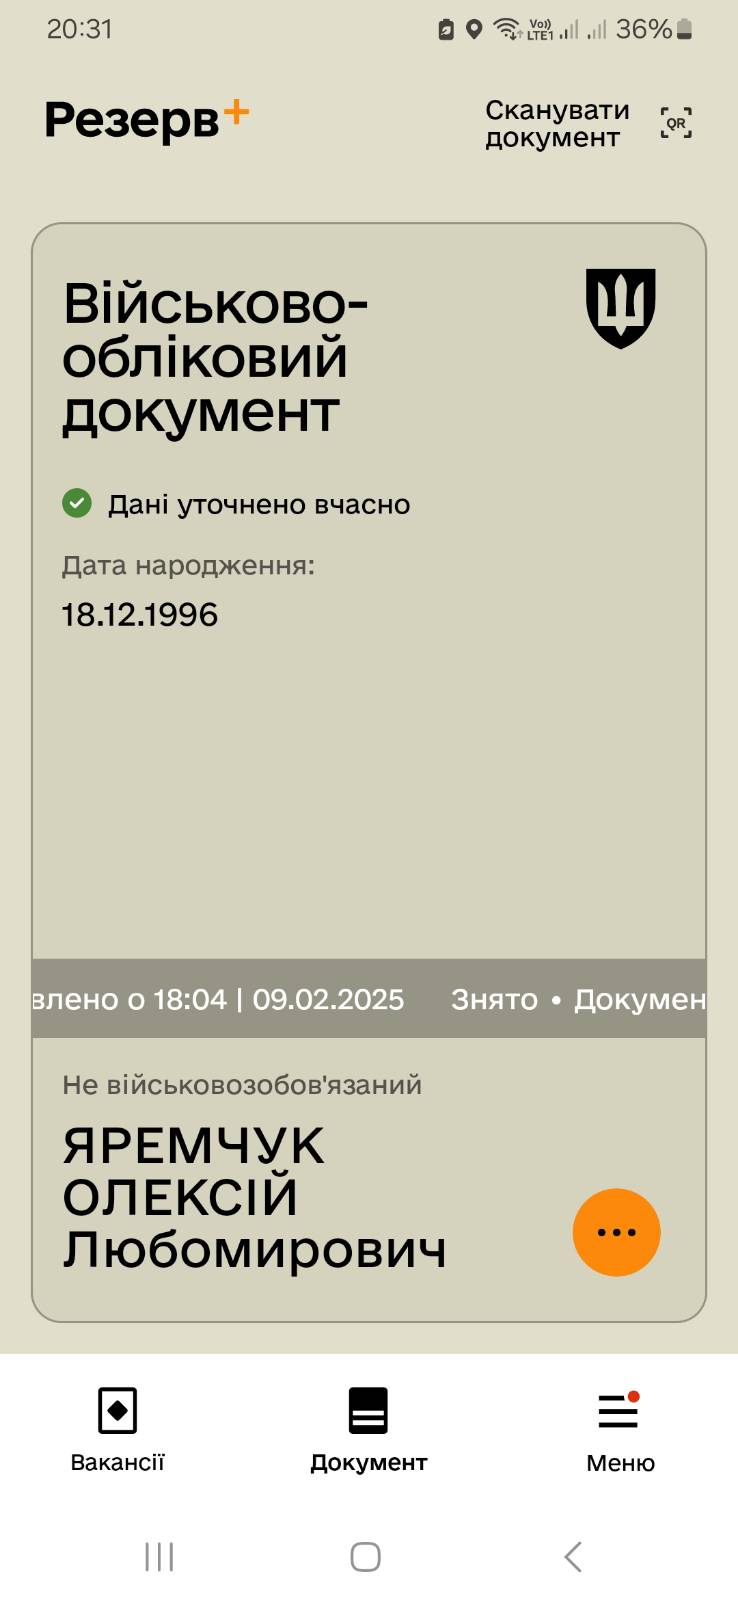 20:31
Vo)) LTE1 36%
Резерв+
Сканувати
документ
QR
Військово-
обліковий
документ
Дані уточнено вчасно
Дата народження:
18.12.1996
влено о 18:04 | 09.02.2025 Знято • Докумен
Не військовозобов'язаний
ЯРЕМЧУК
ОЛЕКСІЙ
Любомирович
Вакансії Документ Меню